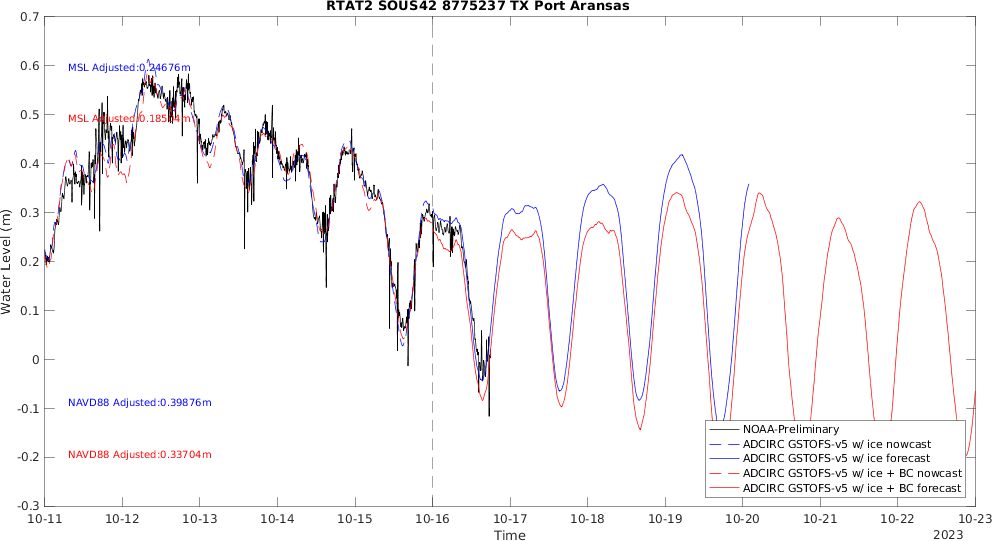 RTAT2 SOUS42 8775237 TX Port Aransas
0.7
0.6
0.5
0.4
0.3
0.2
0.1
0
-0.1
-0.2
-0.3
Water Level (m)
MSL Adjusted:0.24676m
MSL Adjusted:0.18504m
NAVD88 Adjusted:0.39876m
NAVD88 Adjusted:0.33704m
NOAA-Preliminary
ADCIRC GSTOFS-v5 w/ ice nowcast
ADCIRC GSTOFS-v5 w/ ice forecast
ADCIRC GSTOFS-v5 w/ ice + BC nowcast
ADCIRC GSTOFS-v5 w/ ice + BC forecast
10-11 10-12 10-13 10-14 10-15 10-16 10-17 10-18 10-19 10-20 10-21 10-22 10-23
Time
2023